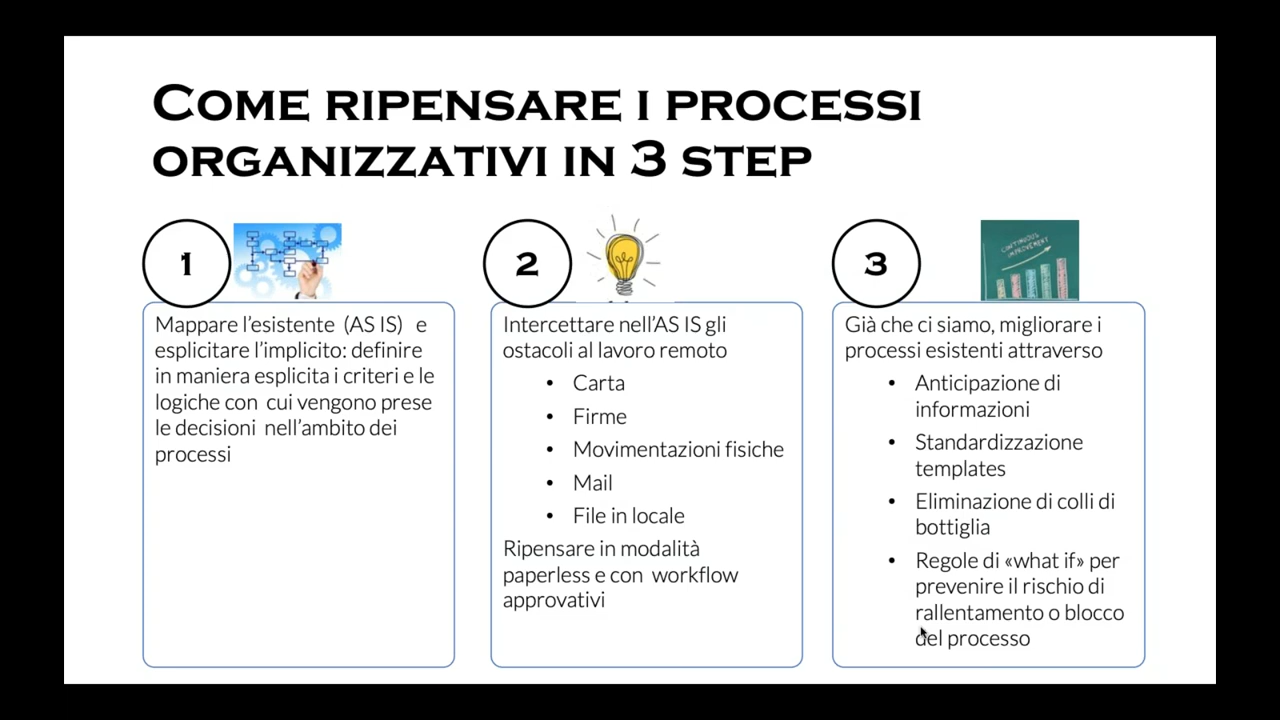 COME RIPENSARE I PROCESSI
ORGANIZZATIVI IN 3 STEP
1
Mappare l'esistente (AS IS) e
esplicitare l'implicito: definire
in maniera esplicita i criteri e le
logiche con cui vengono prese
le decisioni nell'ambito dei
processi
2
Intercettare nell'AS IS gli
ostacoli al lavoro remoto
• Carta
• Firme
• Movimentazioni fisiche
• Mail
• File in locale
Ripensare in modalità
paperless e con workflow
approvativi
3
CONTINUOUS
IMPROVEMENT
Già che ci siamo, migliorare i
processi esistenti attraverso
• Anticipazione di
informazioni
• Standardizzazione
templates
• Eliminazione di colli di
bottiglia
• Regole di «what if» per
prevenire il rischio di
rallentamento o blocco
del processo